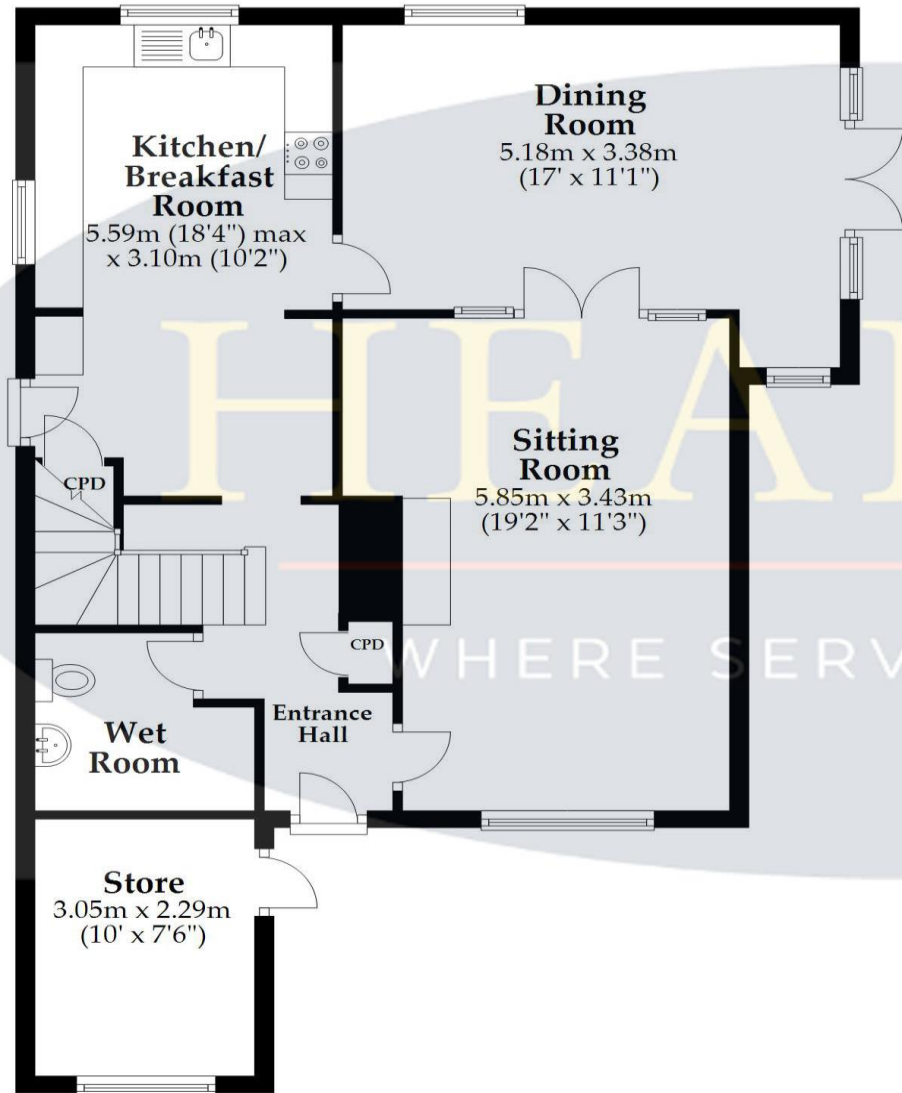 Kitchen/
Breakfast
Room
5.59m (18'4") max
x 3.10m (10'2")
Dining
Room
5.18m x 3.38m
(17' x 11'1")
HEA
Sitting
Room
5.85m x 3.43m
(19'2" x 11'3")
CPD
CPD
WHERE SERV
Entrance
Hall
Wet
Room
Store
3.05m x 2.29m
(10' x 7'6")